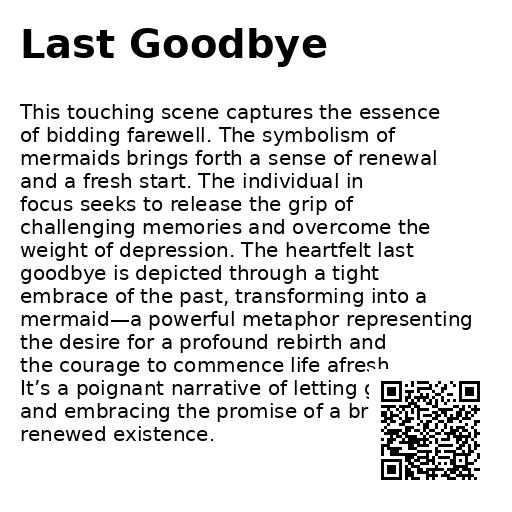 Last Goodbye
This touching scene captures the essence
of bidding farewell. The symbolism of
mermaids brings forth a sense of renewal
and a fresh start. The individual in
focus seeks to release the grip of
challenging memories and overcome the
weight of depression. The heartfelt last
goodbye is depicted through a tight
embrace of the past, transforming into a
mermaid—a powerful metaphor representing
the desire for a profound rebirth and
the courage to commence life afresh
It’s a poignant narrative of letting
and embracing the promise of a
renewed existence.